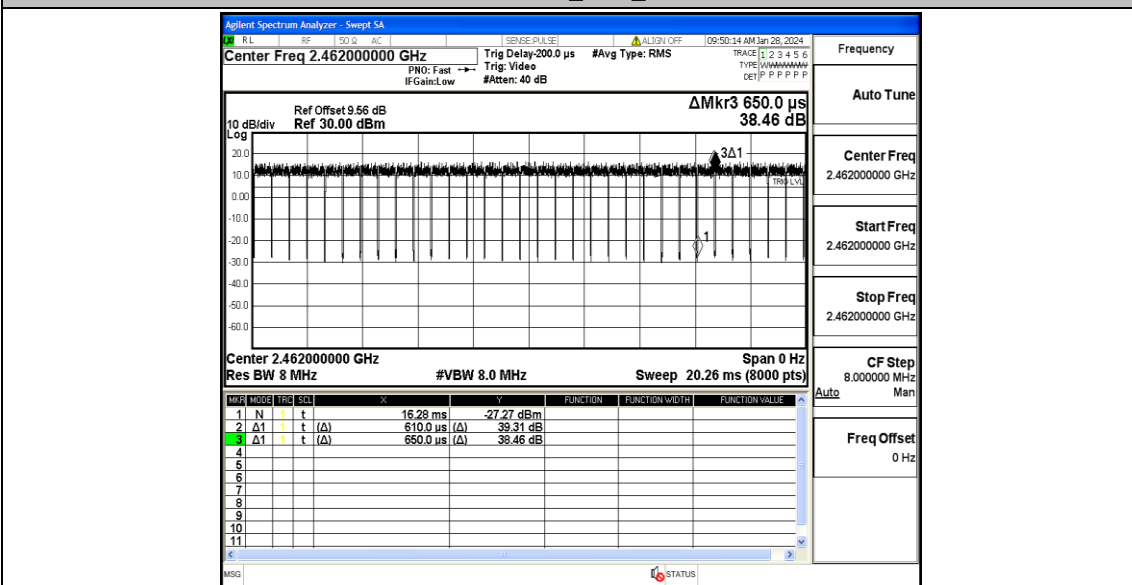 Agilent Spectrum Analyzer - Swept SA
RL RF 50 Ω AC SENSE:PULSE ALIGN OFF 09:50:14 AM Jan 28, 2024
Center Freq 2.462000000 GHz Trig Delay-200.0 µs #Avg Type: RMS TRACE 1 2 3 4 5 6
PNO: Fast Trig: Video TYPE
IFGain:Low #Atten: 40 dB DET P P P P P P
ΔMkr3 650.0 µs
38.46 dB
Ref Offset 9.56 dB
10 dB/div Ref 30.00 dBm
Log
20.0
10.0
0.00
-10.0
-20.0
-30.0
-40.0
-50.0
-60.0
3Δ1
TRIG LVL
1
Center 2.462000000 GHz Span 0 Hz
Res BW 8 MHz #VBW 8.0 MHz Sweep 20.26 ms (8000 pts)
MKR MODE TRC SCL X Y FUNCTION FUNCTION WIDTH FUNCTION VALUE
1 N 1 t 16.28 ms -27.27 dBm
2 Δ1 1 t (Δ) 610.0 µs (Δ) 39.31 dB
3 Δ1 1 t (Δ) 650.0 µs (Δ) 38.46 dB
4
5
6
7
8
9
10
11
MSG STATUS
Frequency
Auto Tune
Center Freq
2.462000000 GHz
Start Freq
2.462000000 GHz
Stop Freq
2.462000000 GHz
CF Step
8.000000 MHz
Auto Man
Freq Offset
0 Hz